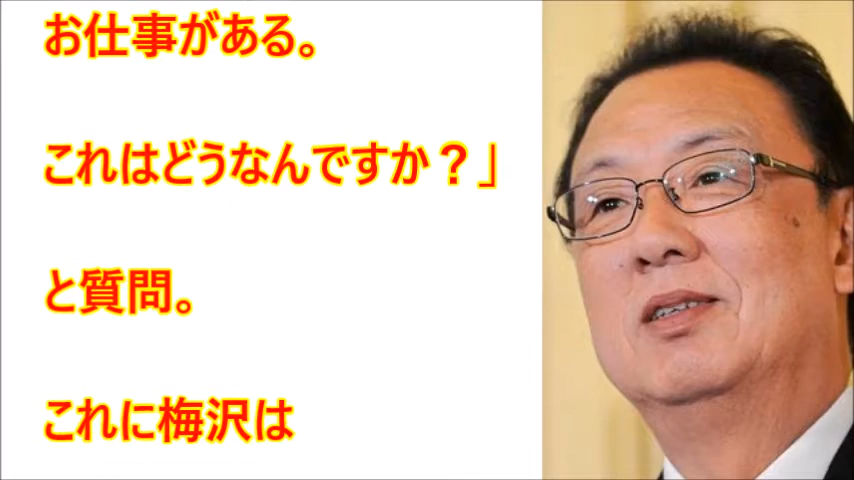 お仕事がある。
これはどうなんですか？」
と質問。
これに梅沢は